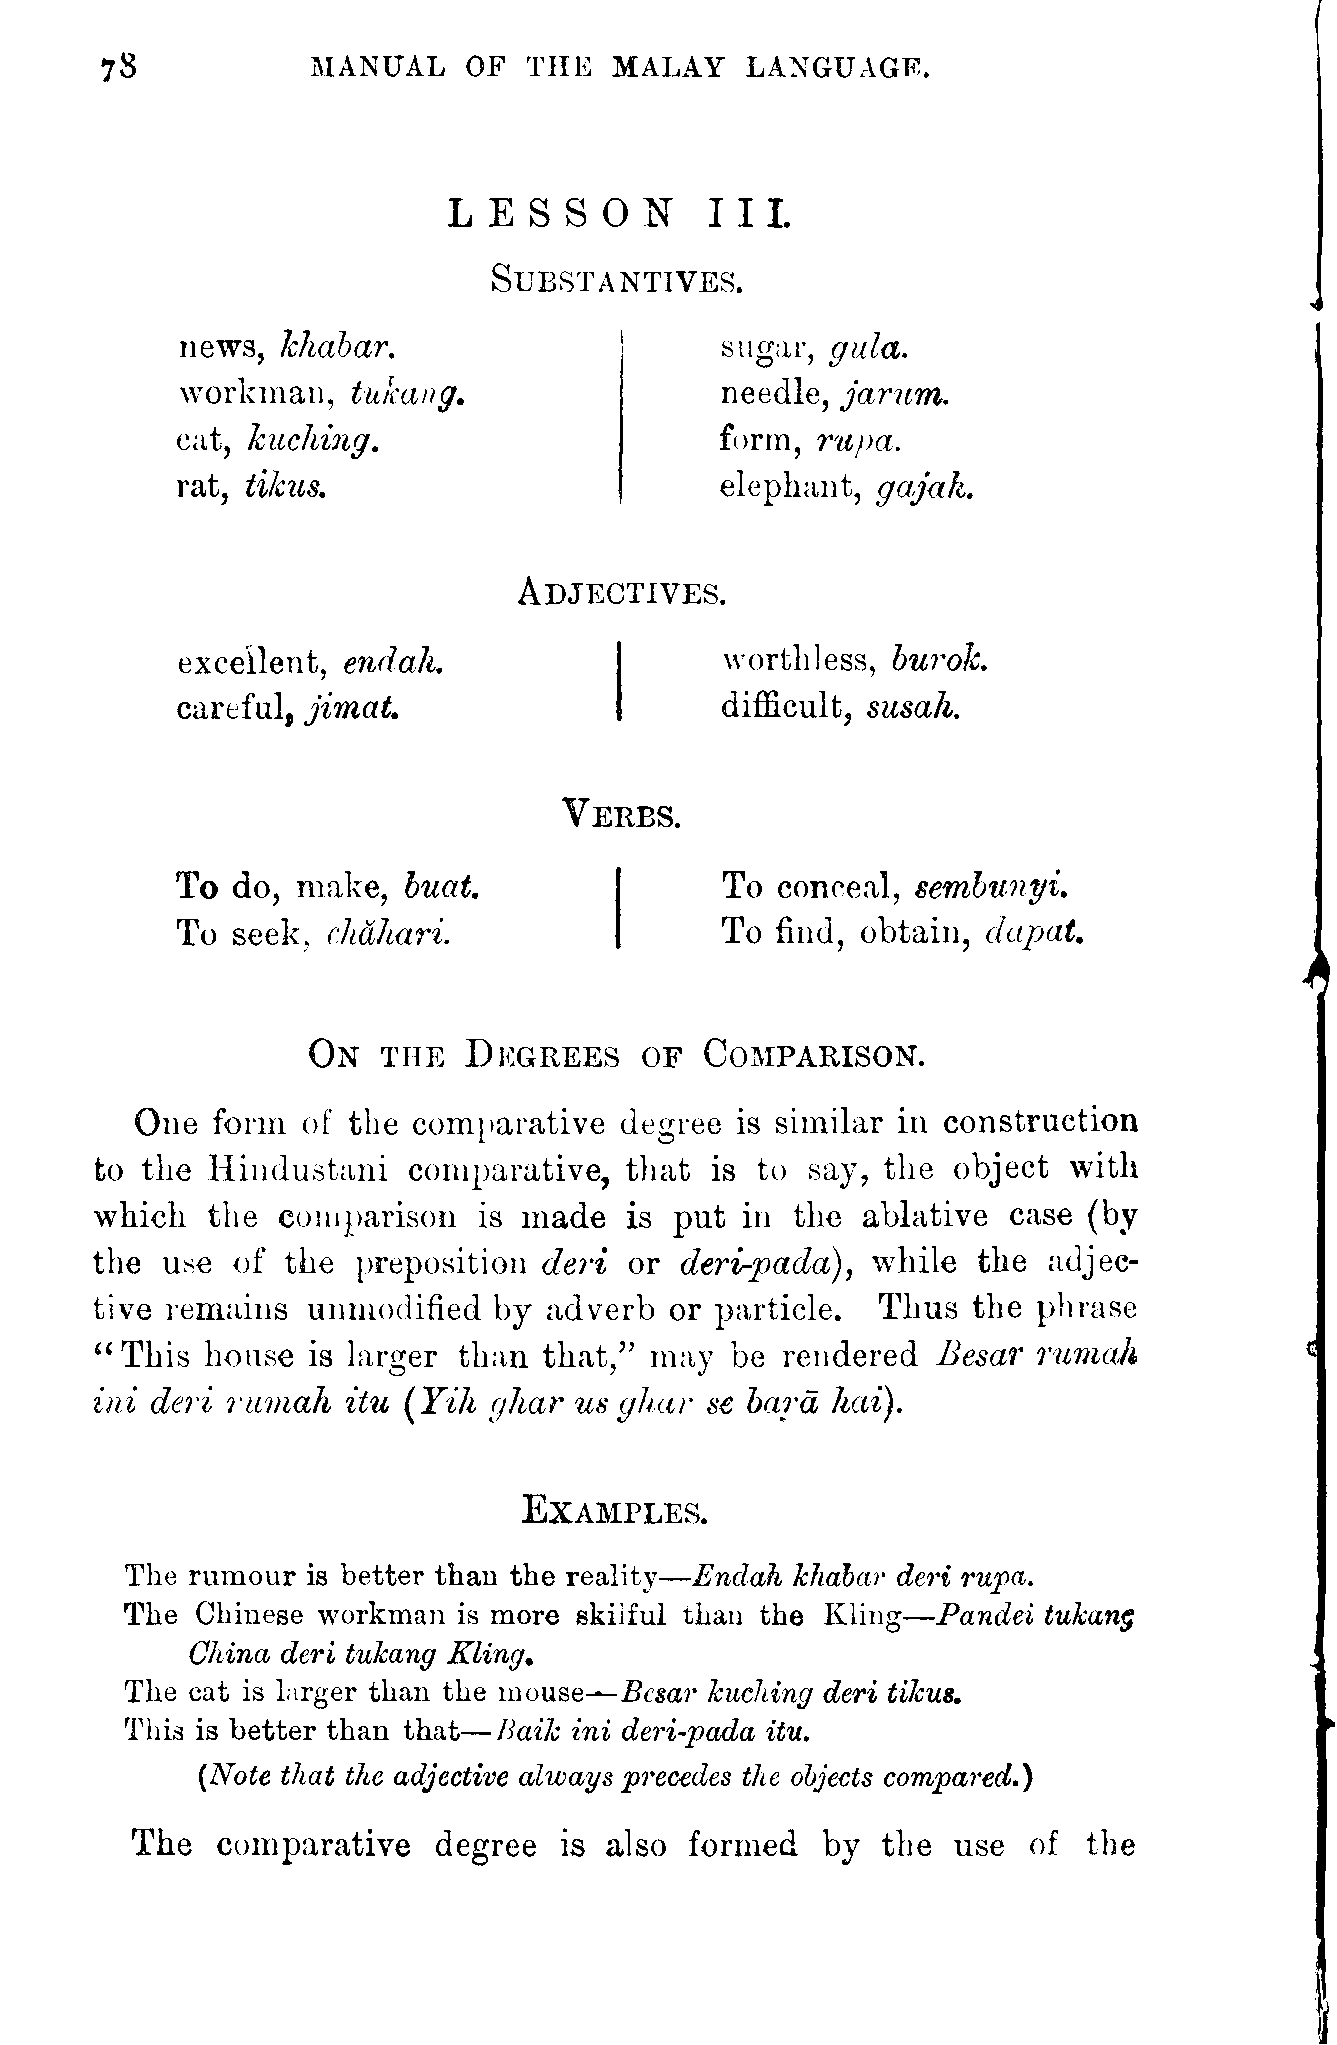 78 MANUAL OF THE MALAY LANGUAGE.
LESSON III.
SUBSTANTIVES.
news, khabar.
workman, tukang.
cat, kuching.
rat, tikus.
sugar, gula.
needle, jarum.
form, rupa.
elephant, gajah.
ADJECTIVES.
excellent, endah.
careful, jimat.
worthless, burok.
difficult, susah.
VERBS.
To do, make, buat.
To seek, chăhari.
To conceal, sembunyi.
To find, obtain, dapat.
ON THE DEGREES OF COMPARISON.
One form of the comparative degree is similar in construction
to the Hindustani comparative, that is to say, the object with
which the comparison is made is put in the ablative case (by
the use of the preposition deri or deri-pada), while the adjec-
tive remains unmodified by adverb or particle. Thus the phrase
"This house is larger than that," may be rendered Besar rumah
ini deri rumah itu (Yih ghar us ghar se baṛā hai).
EXAMPLES.
The rumour is better than the reality—Endah khabar deri rupa.
The Chinese workman is more skilful than the Kling—Pandei tukang
China deri tukang Kling.
The cat is larger than the mouse—Besar kuching deri tikus.
This is better than that—Baik ini deri-pada itu.
(Note that the adjective always precedes the objects compared.)
The comparative degree is also formed by the use of the